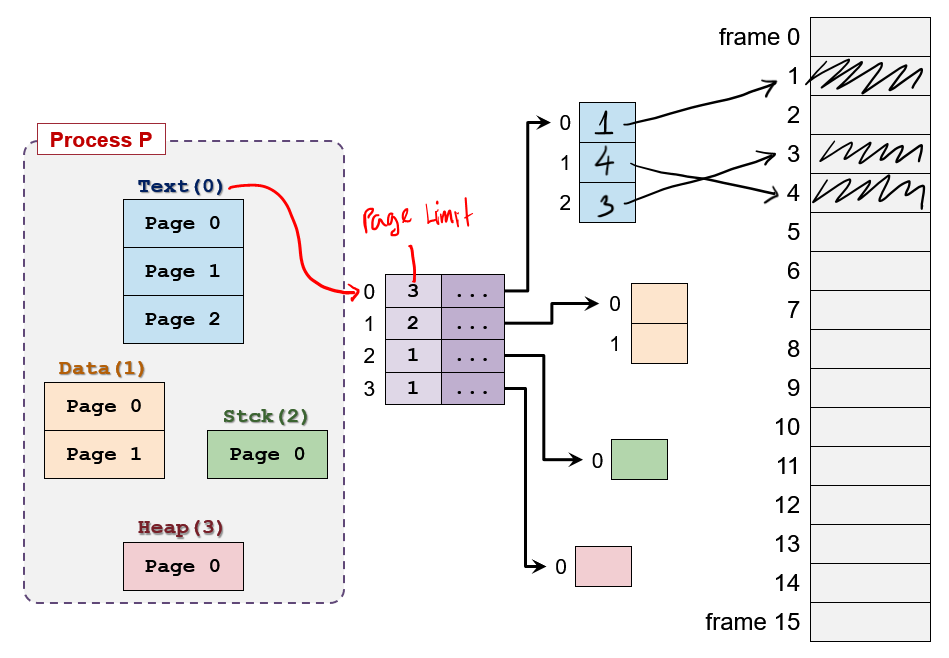 Process P
Text(0)
Page 0
Page 1
Page 2
Data(1)
Page 0
Page 1
Stck(2)
Page 0
Heap(3)
Page 0
Page Limit
0 3 ...
1 2 ...
2 1 ...
3 1 ...
0 1
1 4
2 3
0
1
0
0
frame 0
1
2
3
4
5
6
7
8
9
10
11
12
13
14
frame 15